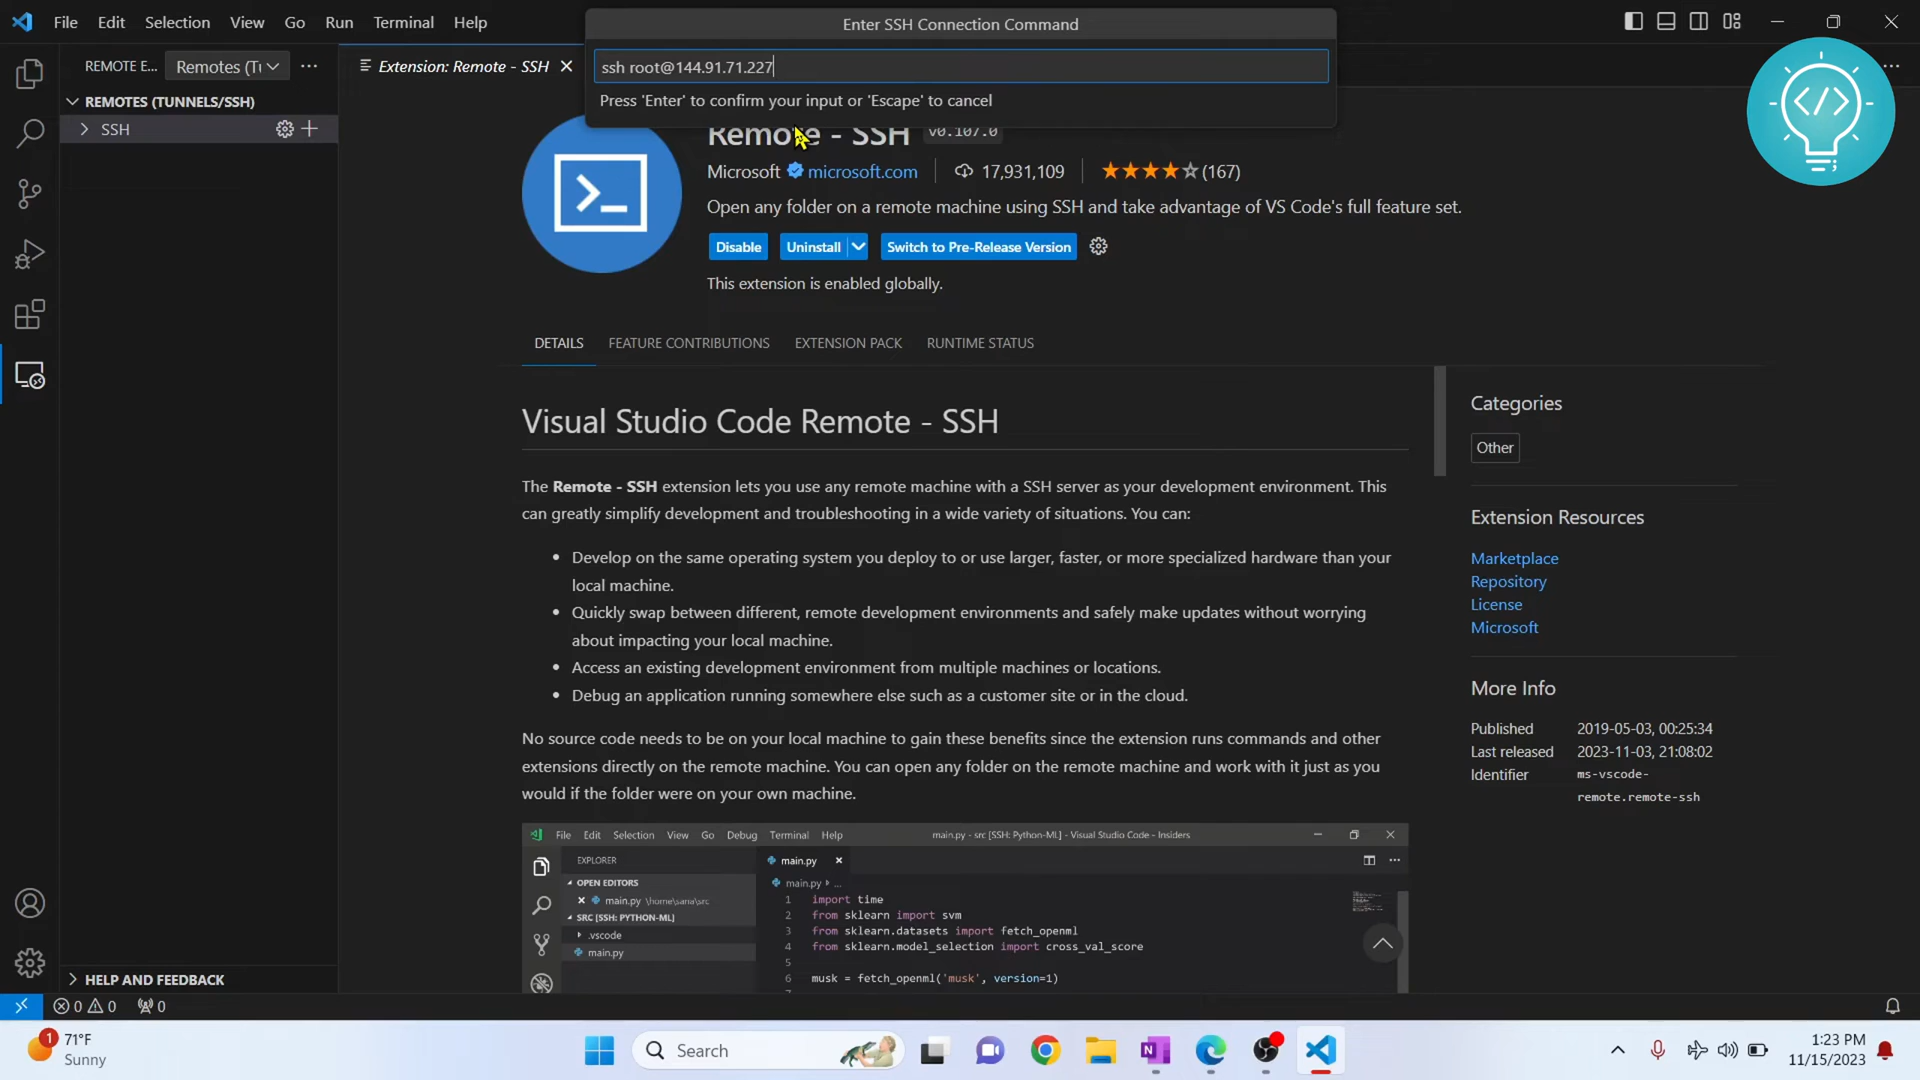 File Edit Selection View Go Run Terminal Help
Enter SSH Connection Command
ssh root@144.91.71.227
Press 'Enter' to confirm your input or 'Escape' to cancel
REMOTE E... Remotes (Tu
REMOTES (TUNNELS/SSH)
SSH
Extension: Remote - SSH
Remote - SSH v0.107.0
Microsoft microsoft.com 17,931,109 (167)
Open any folder on a remote machine using SSH and take advantage of VS Code's full feature set.
Disable Uninstall Switch to Pre-Release Version
This extension is enabled globally.
DETAILS FEATURE CONTRIBUTIONS EXTENSION PACK RUNTIME STATUS
Visual Studio Code Remote - SSH
The Remote - SSH extension lets you use any remote machine with a SSH server as your development environment. This
can greatly simplify development and troubleshooting in a wide variety of situations. You can:
• Develop on the same operating system you deploy to or use larger, faster, or more specialized hardware than your
local machine.
• Quickly swap between different, remote development environments and safely make updates without worrying
about impacting your local machine.
• Access an existing development environment from multiple machines or locations.
• Debug an application running somewhere else such as a customer site or in the cloud.
No source code needs to be on your local machine to gain these benefits since the extension runs commands and other
extensions directly on the remote machine. You can open any folder on the remote machine and work with it just as you
would if the folder were on your own machine.
File Edit Selection View Go Debug Terminal Help main.py - src [SSH: Python-ML] - Visual Studio Code - Insiders
EXPLORER
OPEN EDITORS
main.py \home\sana\src
SRC [SSH: PYTHON-ML]
.vscode
main.py
main.py
main.py ...
1 import time
2 from sklearn import svm
3 from sklearn.datasets import fetch_openml
4 from sklearn.model_selection import cross_val_score
5
6 musk = fetch_openml('musk', version=1)
Categories
Other
Extension Resources
Marketplace
Repository
License
Microsoft
More Info
Published 2019-05-03, 00:25:34
Last released 2023-11-03, 21:08:02
Identifier ms-vscode-
remote.remote-ssh
HELP AND FEEDBACK
0 0 0
1
71°F
Sunny
Search
1:23 PM
11/15/2023